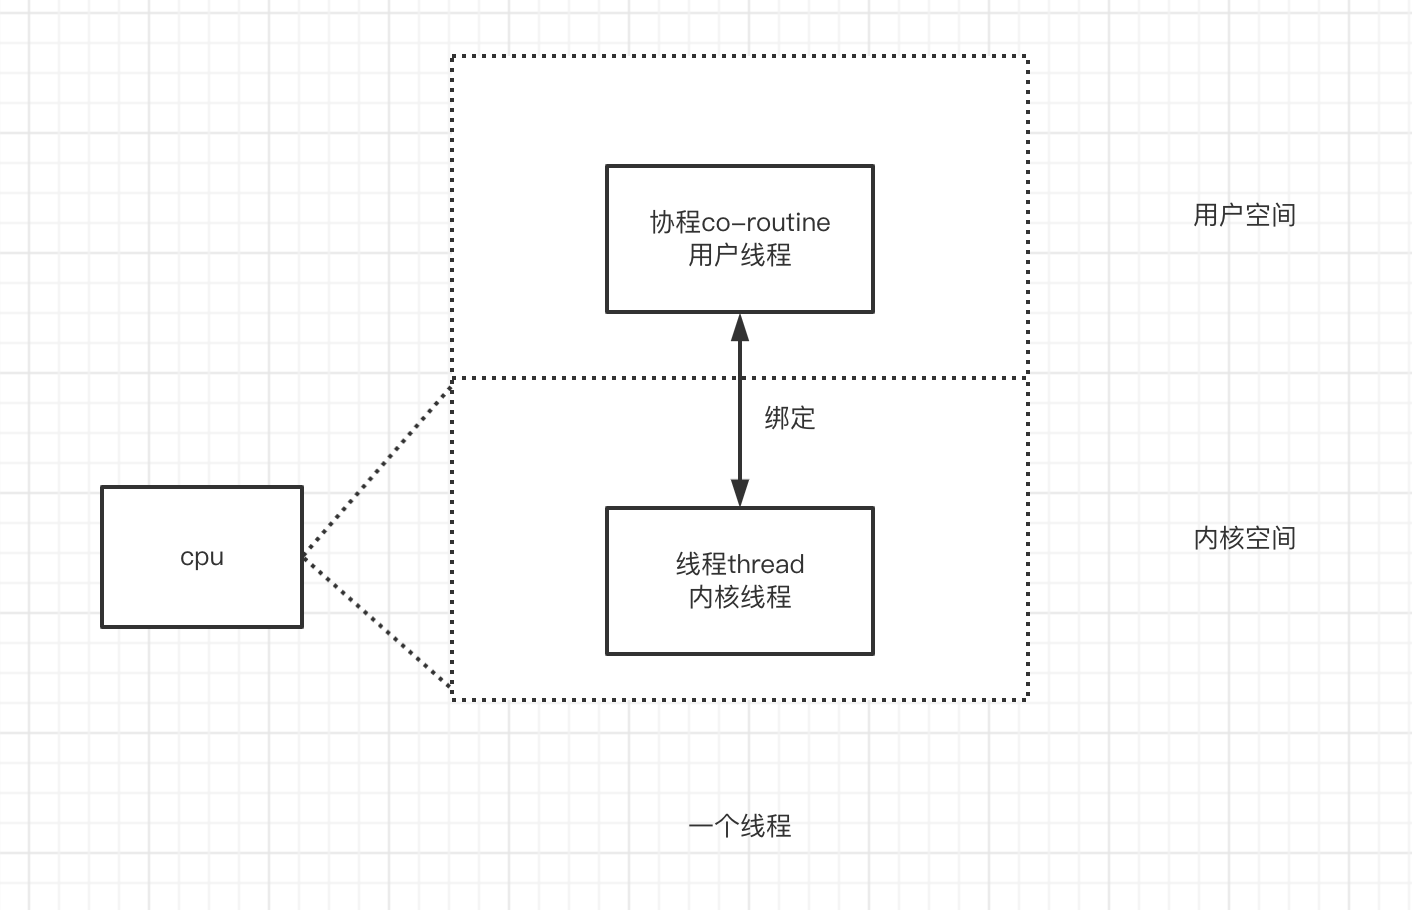 协程co-routine
用户线程
用户空间
绑定
cpu
线程thread
内核线程
内核空间
一个线程